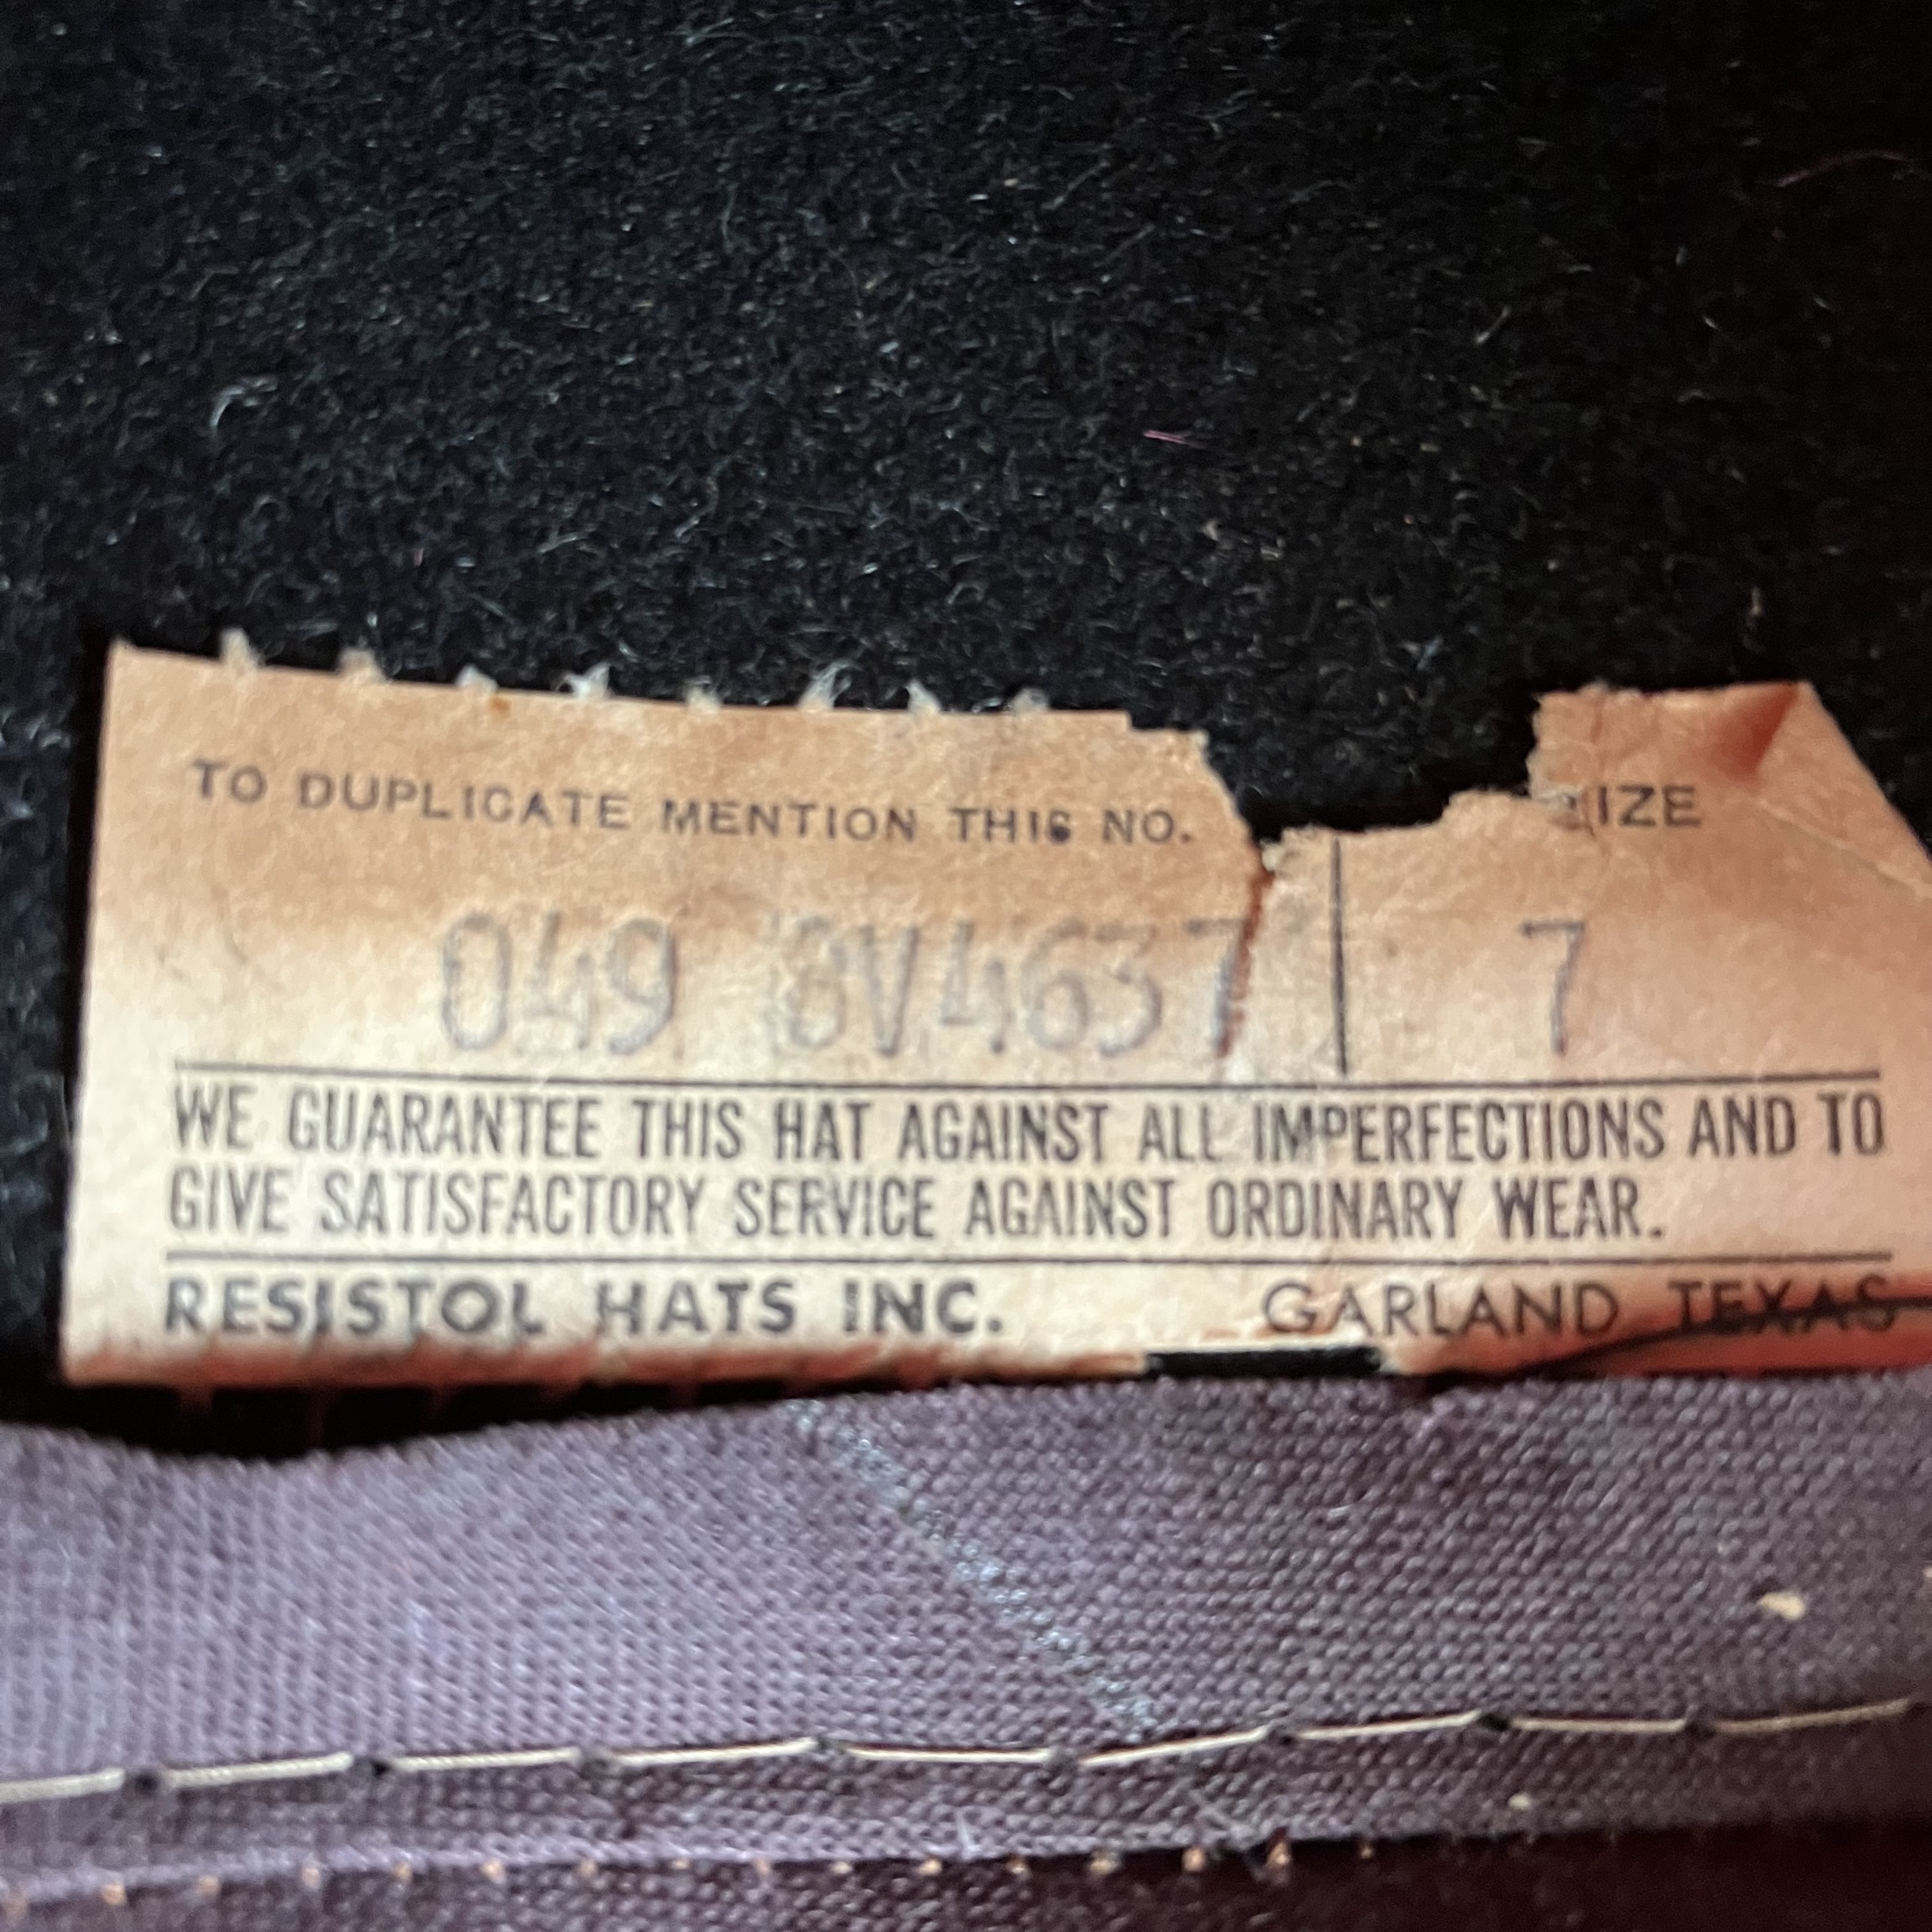 TO DUPLICATE MENTION THIS NO.
IZE
049 8V4637
7
WE GUARANTEE THIS HAT AGAINST ALL IMPERFECTIONS AND TO
GIVE SATISFACTORY SERVICE AGAINST ORDINARY WEAR.
RESISTOL HATS INC. GARLAND TEXAS